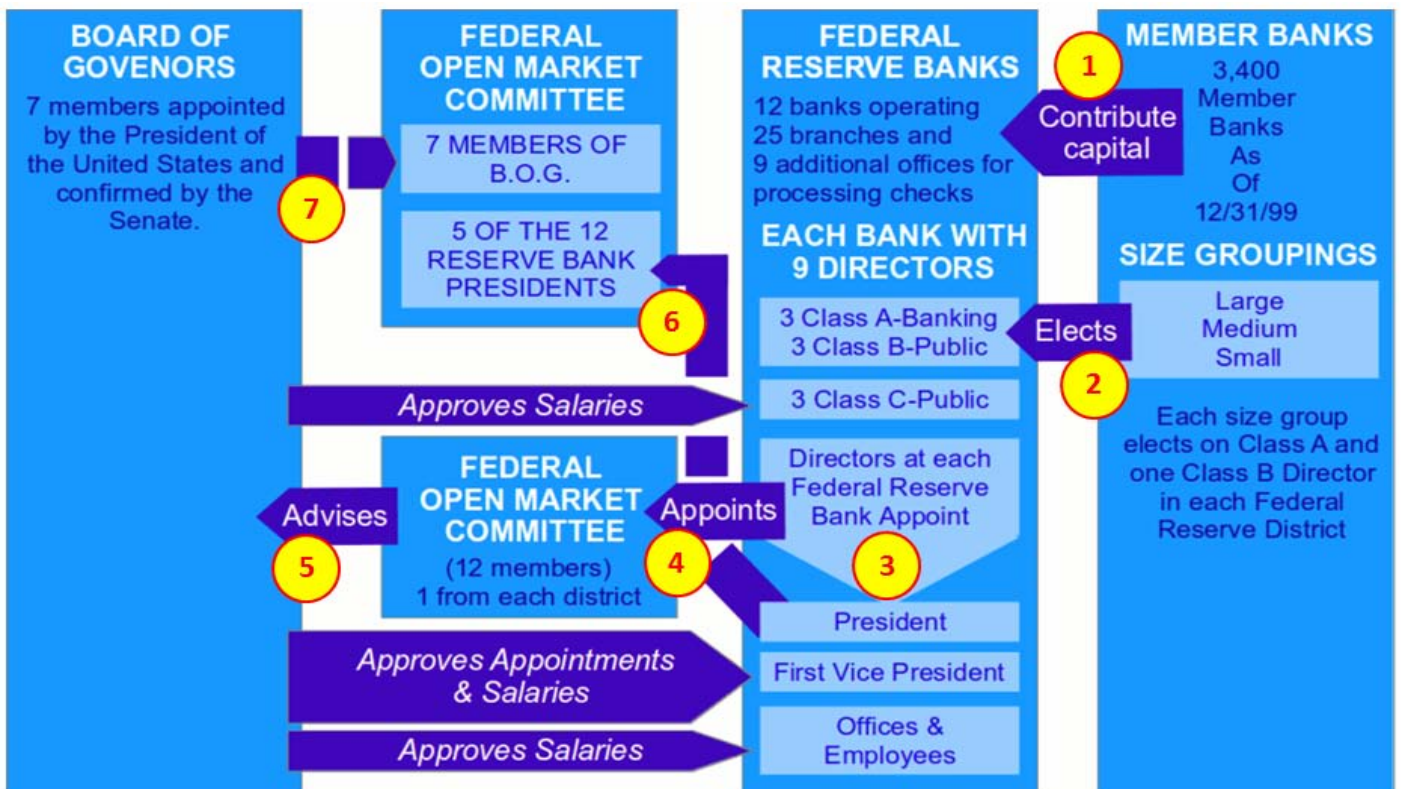 BOARD OF
GOVENORS
7 members appointed
by the President of
the United States and
confirmed by the
Senate.
7
FEDERAL
OPEN MARKET
COMMITTEE
7 MEMBERS OF
B.O.G.
5 OF THE 12
RESERVE BANK
PRESIDENTS
6
Approves Salaries
FEDERAL
OPEN MARKET
COMMITTEE
(12 members)
1 from each district
Advises
5
Appoints
4
Approves Appointments
& Salaries
Approves Salaries
FEDERAL
RESERVE BANKS
12 banks operating
25 branches and
9 additional offices for
processing checks
EACH BANK WITH
9 DIRECTORS
3 Class A-Banking
3 Class B-Public
3 Class C-Public
Directors at each
Federal Reserve
Bank Appoint
3
President
First Vice President
Offices &
Employees
1
Contribute
capital
Elects
2
MEMBER BANKS
3,400
Member
Banks
As
Of
12/31/99
SIZE GROUPINGS
Large
Medium
Small
Each size group
elects on Class A and
one Class B Director
in each Federal
Reserve District